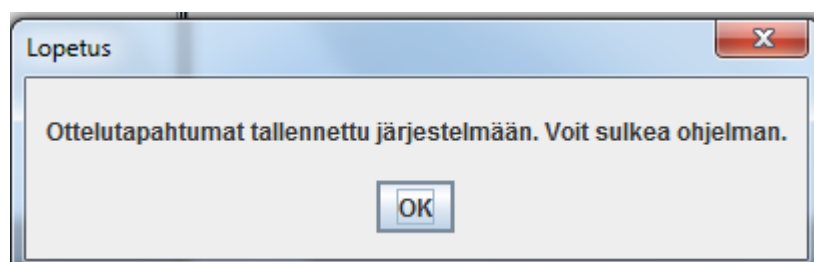 Lopetus
Ottelutapahtumat tallennettu järjestelmään. Voit sulkea ohjelman.
OK